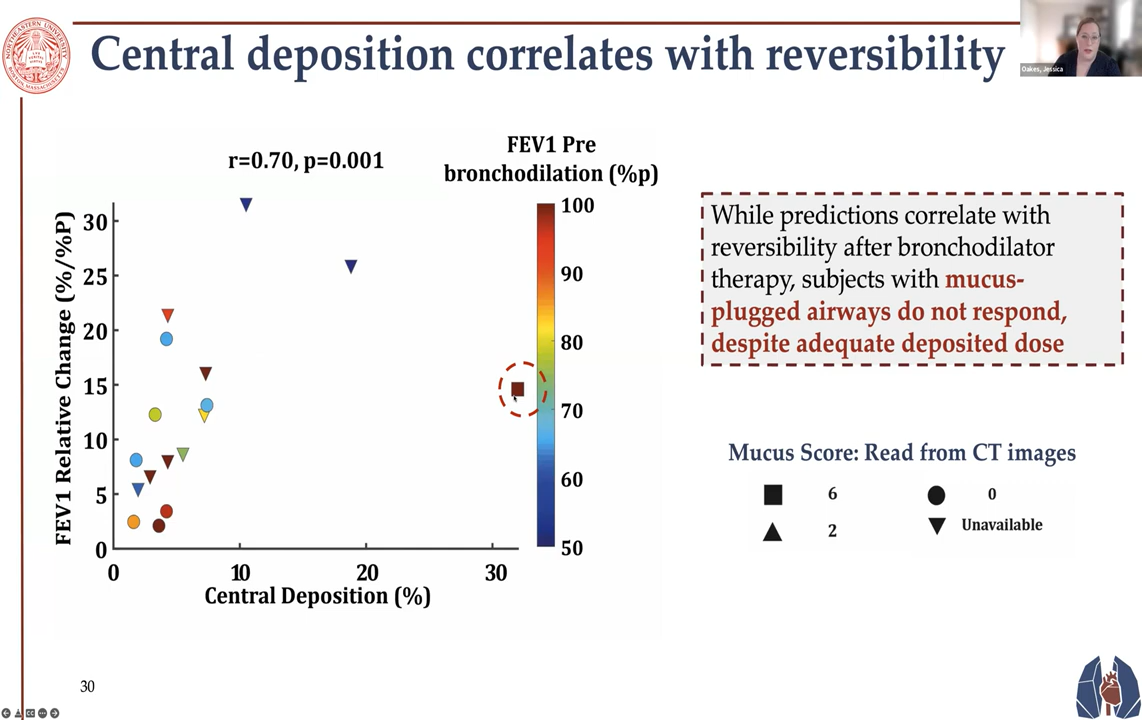 Central deposition correlates with reversibility
Oakes, Jessica
NORTHEASTERN UNIVERSITY
r=0.70, p=0.001
FEV1 Pre
bronchodilation (%p)
FEV1 Relative Change (%/%P)
30
25
20
15
10
5
0
0
10
20
30
Central Deposition (%)
100
90
80
70
60
50
While predictions correlate with
reversibility after bronchodilator
therapy, subjects with mucus-
plugged airways do not respond,
despite adequate deposited dose
Mucus Score: Read from CT images
6
0
2
Unavailable
30